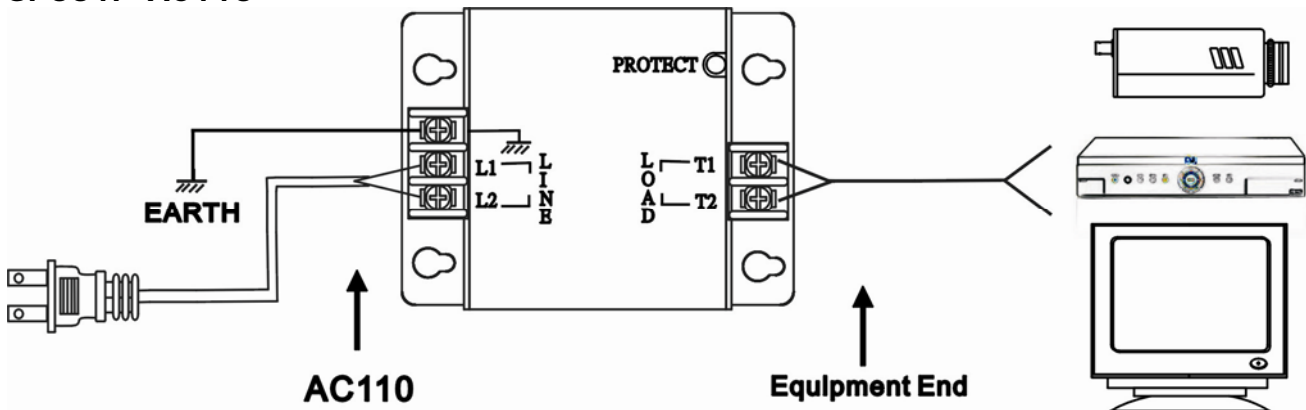 PROTECT
L1
L2
LINE
LOAD
T1
T2
EARTH
AC110
Equipment End